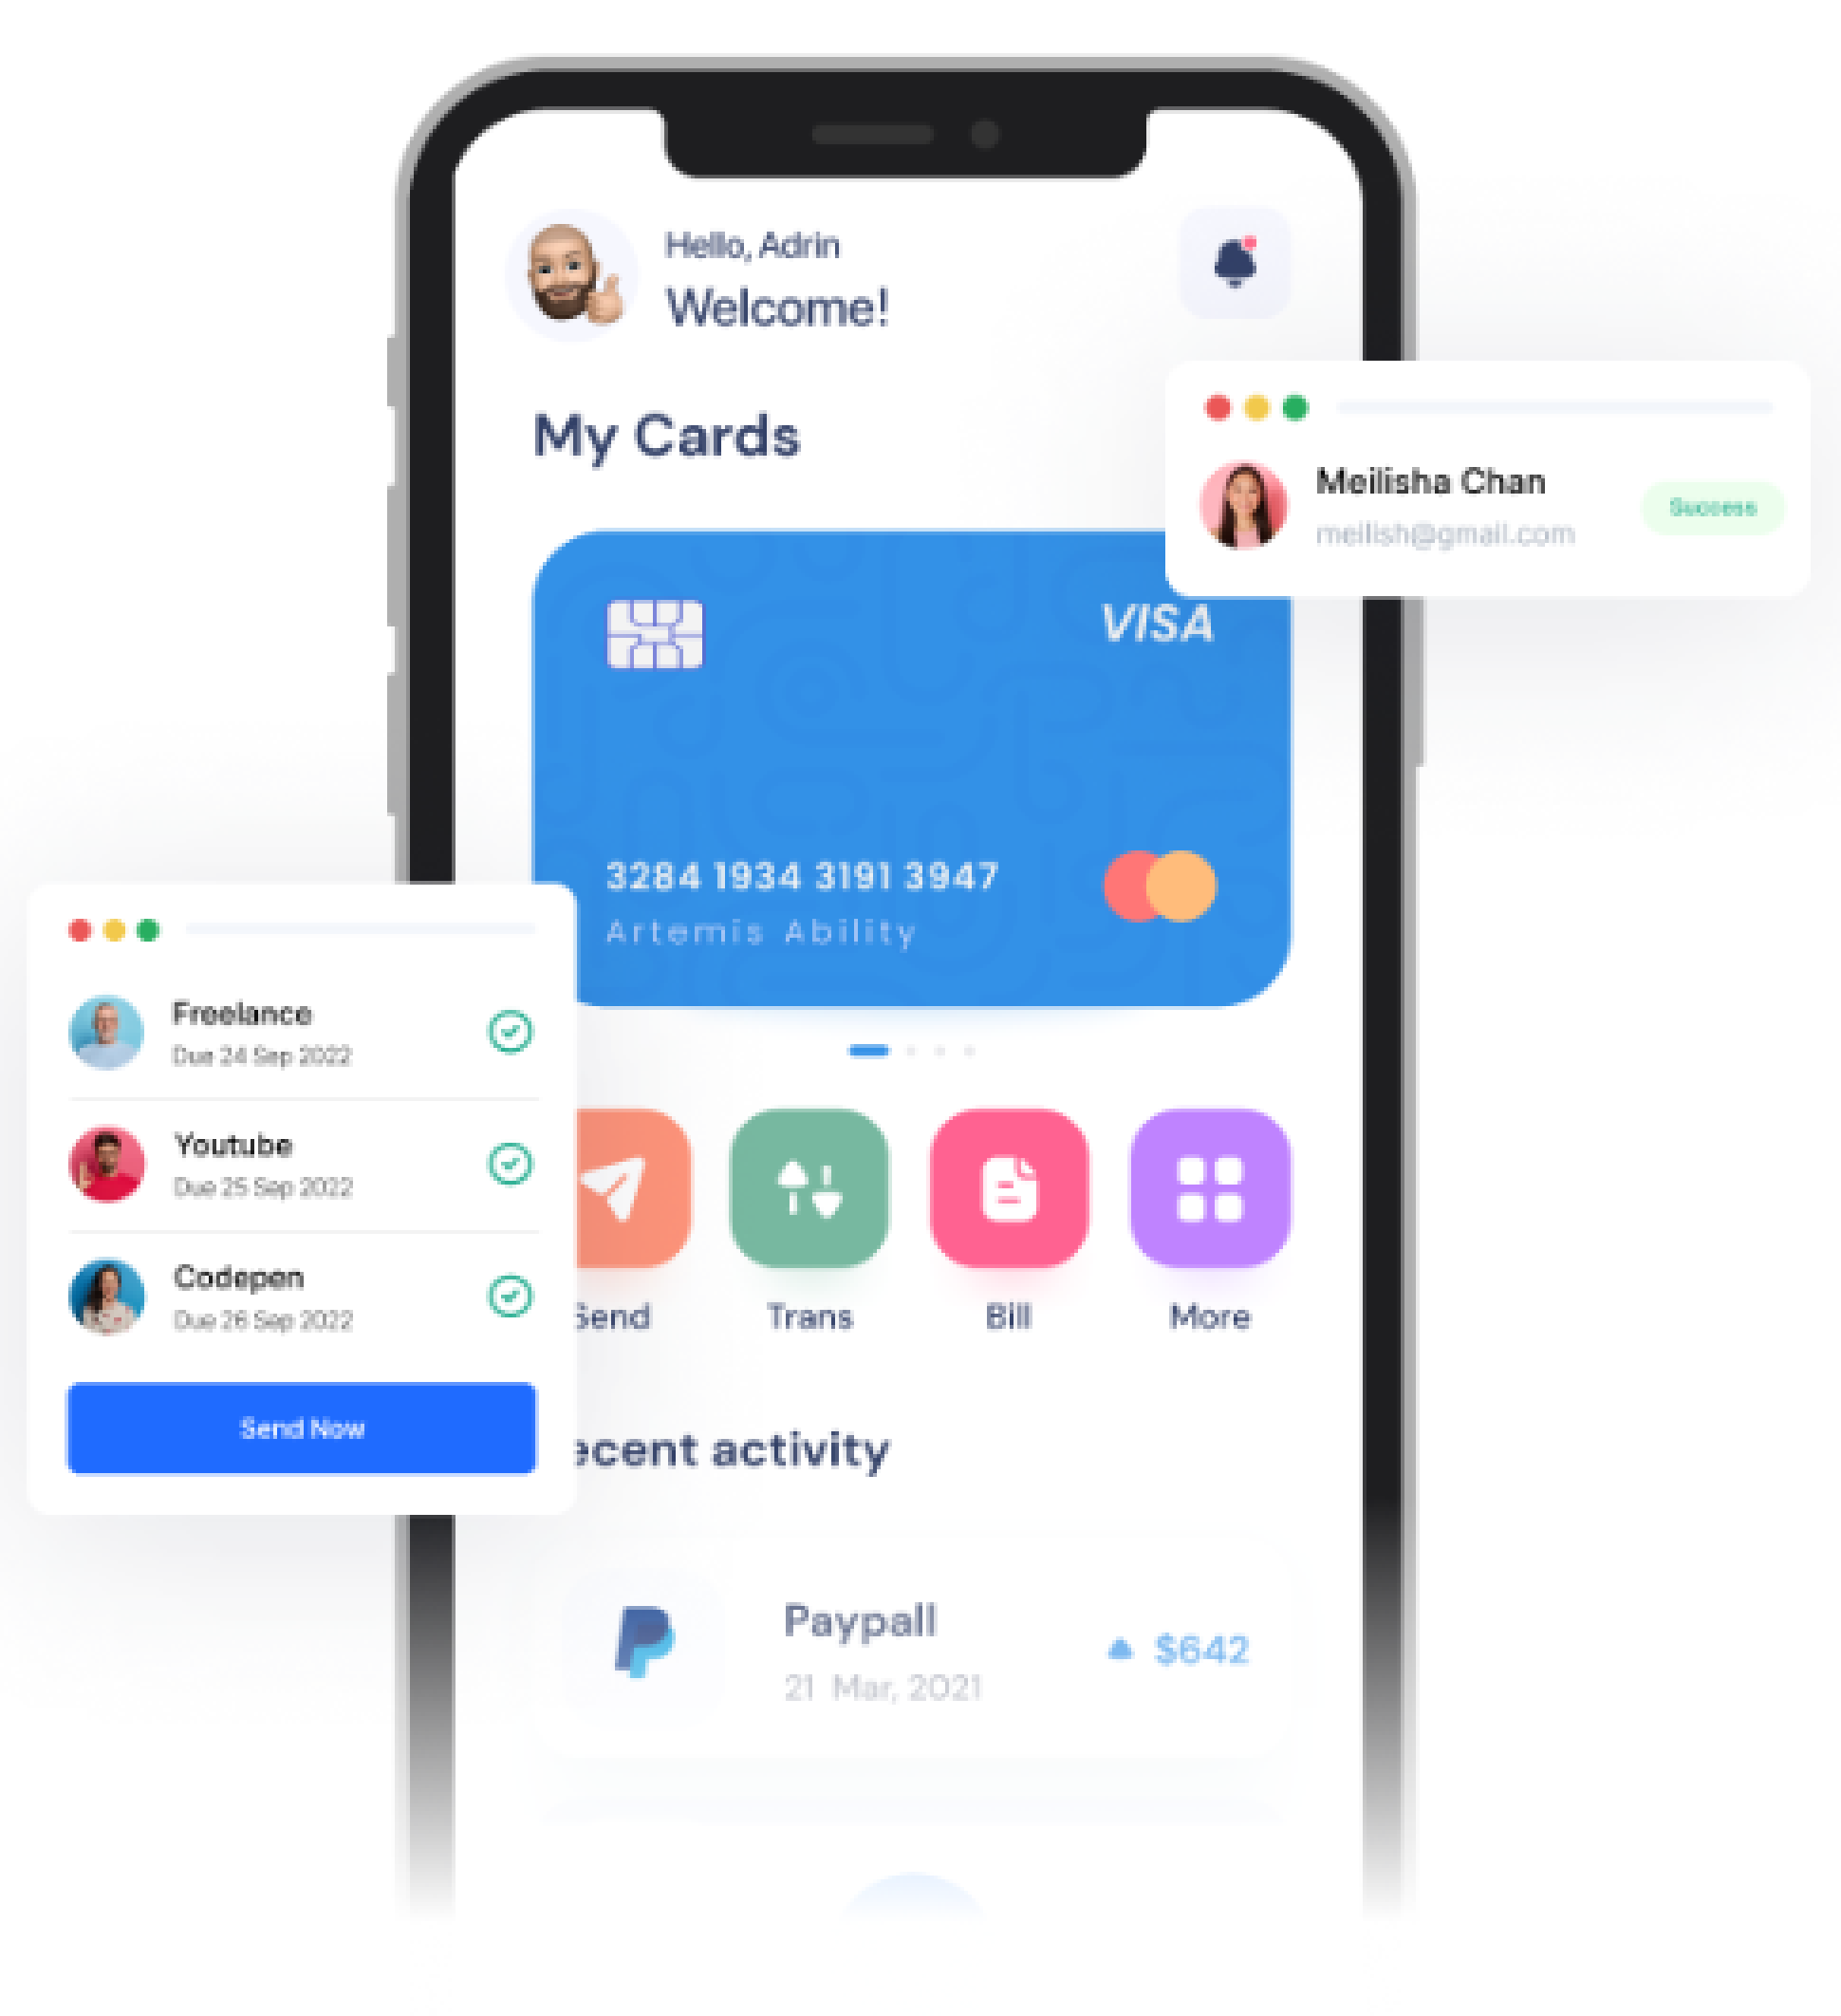 Hello, Adrin
Welcome!
My Cards
Meilisha Chan
meilish@gmail.com
Success
VISA
3284 1934 3191 3947
Artemis Ability
Freelance
Due 24 Sep 2022
Youtube
Due 25 Sep 2022
Codepen
Due 26 Sep 2022
Send Now
Send
Trans
Bill
More
ecent activity
Paypall
21 Mar, 2021
$642